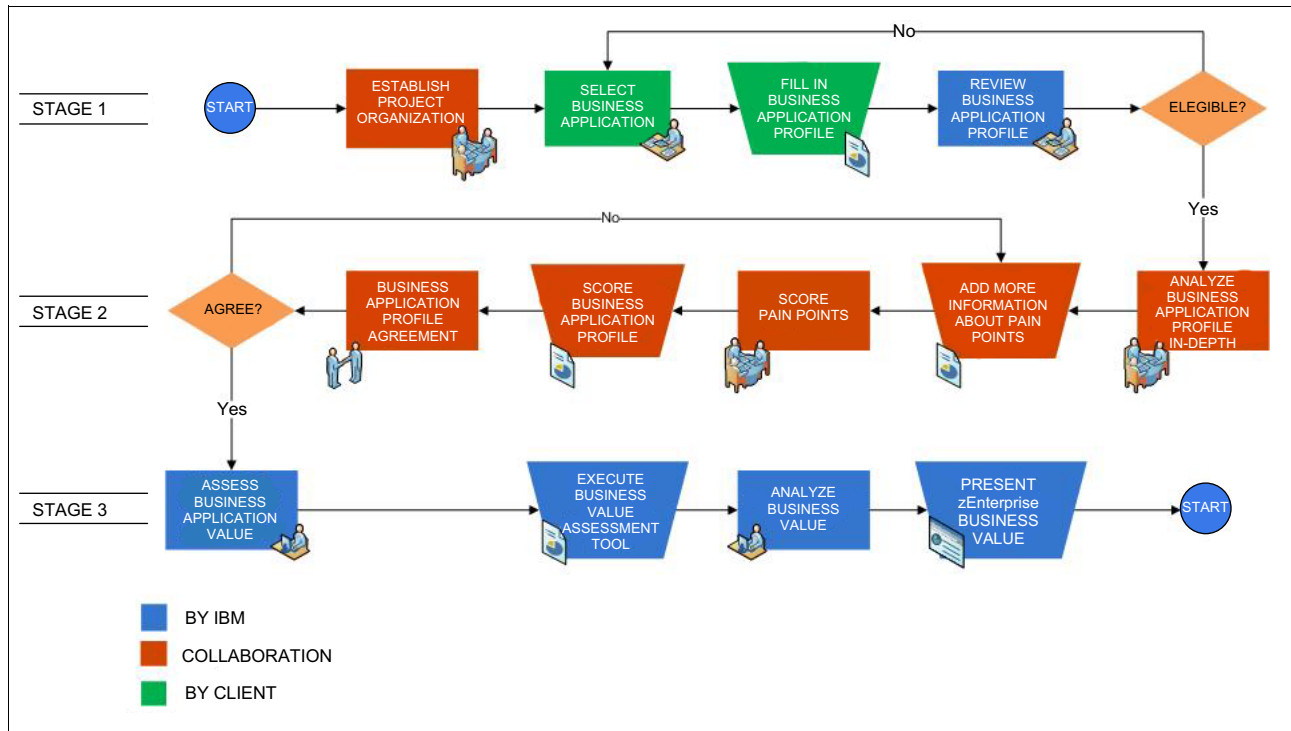 No
STAGE 1
START
ESTABLISH
PROJECT
ORGANIZATION
SELECT
BUSINESS
APPLICATION
FILL IN
BUSINESS
APPLICATION
PROFILE
REVIEW
BUSINESS
APPLICATION
PROFILE
ELEGIBLE?
Yes
No
STAGE 2
AGREE?
BUSINESS
APPLICATION
PROFILE
AGREEMENT
SCORE
BUSINESS
APPLICATION
PROFILE
SCORE
PAIN POINTS
ADD MORE
INFORMATION
ABOUT PAIN
POINTS
ANALYZE
BUSINESS
APPLICATION
PROFILE
IN-DEPTH
Yes
STAGE 3
ASSESS
BUSINESS
APPLICATION
VALUE
EXECUTE
BUSINESS
VALUE
ASSESSMENT
TOOL
ANALYZE
BUSINESS
VALUE
PRESENT
zEnterprise
BUSINESS
VALUE
START
BY IBM
COLLABORATION
BY CLIENT